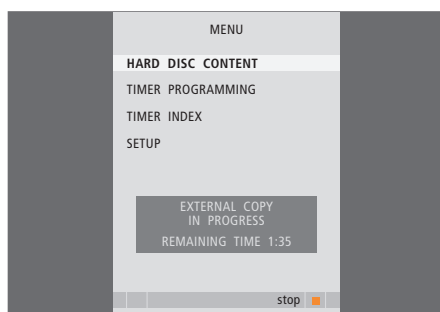 MENU
HARD DISC CONTENT
TIMER PROGRAMMING
TIMER INDEX
SETUP
EXTERNAL COPY
IN PROGRESS
REMAINING TIME 1:35
stop